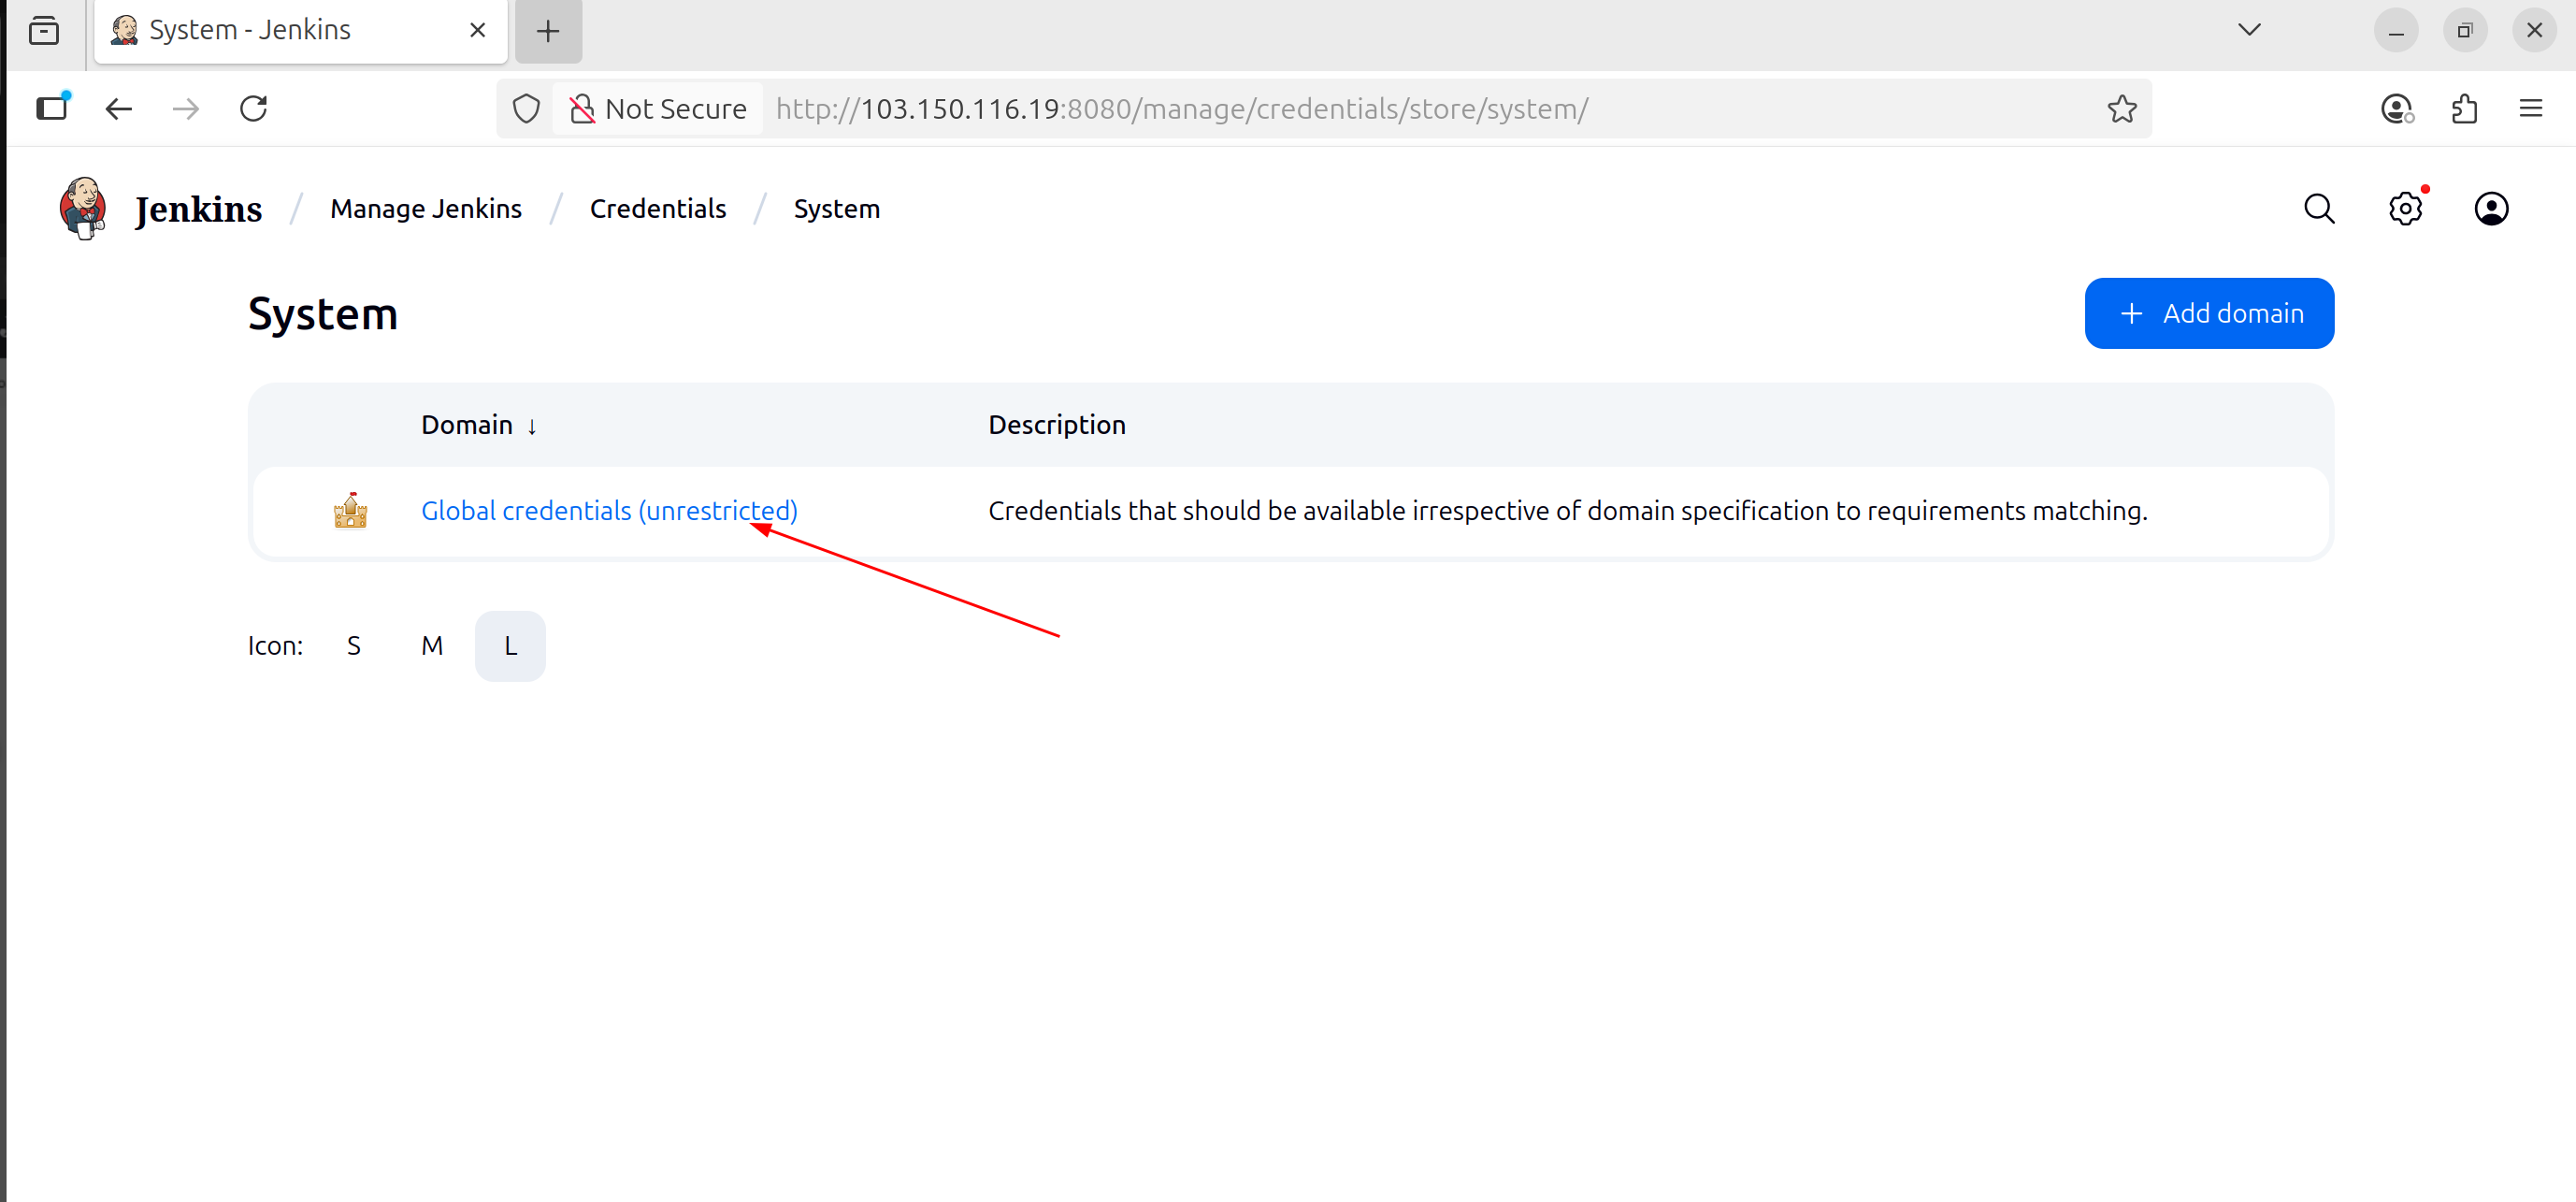 System - Jenkins
Not Secure http://103.150.116.19:8080/manage/credentials/store/system/
Jenkins / Manage Jenkins / Credentials / System
System
+ Add domain
Domain ↓ Description
Global credentials (unrestricted) Credentials that should be available irrespective of domain specification to requirements matching.
Icon: S M L